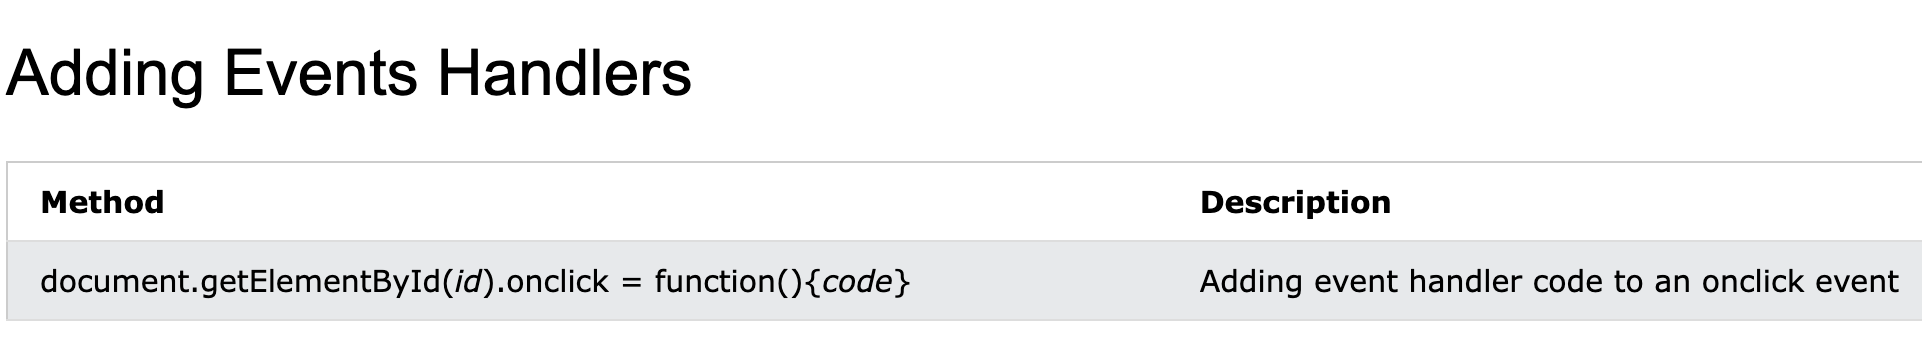 Adding Events Handlers
Method Description
document.getElementById(id).onclick = function(){code} Adding event handler code to an onclick event